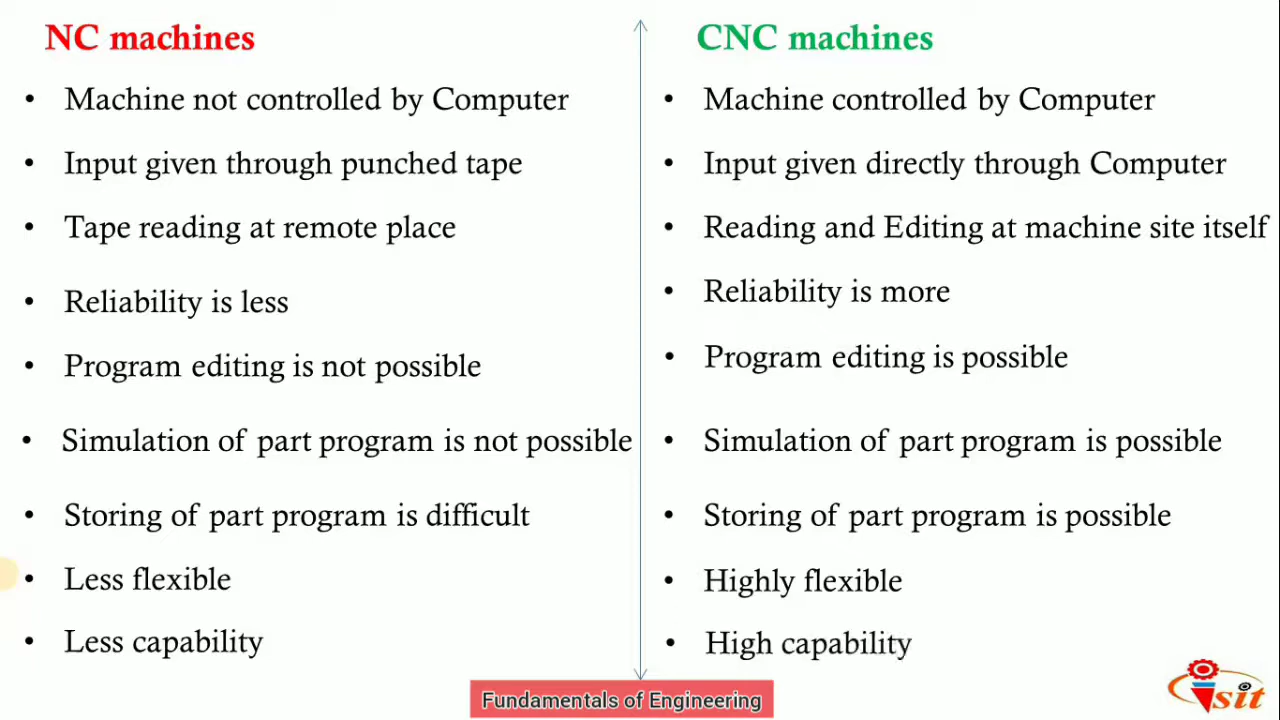 NC machines
• Machine not controlled by Computer
• Input given through punched tape
• Tape reading at remote place
• Reliability is less
• Program editing is not possible
• Simulation of part program is not possible
• Storing of part program is difficult
• Less flexible
• Less capability
CNC machines
• Machine controlled by Computer
• Input given directly through Computer
• Reading and Editing at machine site itself
• Reliability is more
• Program editing is possible
• Simulation of part program is possible
• Storing of part program is possible
• Highly flexible
• High capability
Fundamentals of Engineering
sit